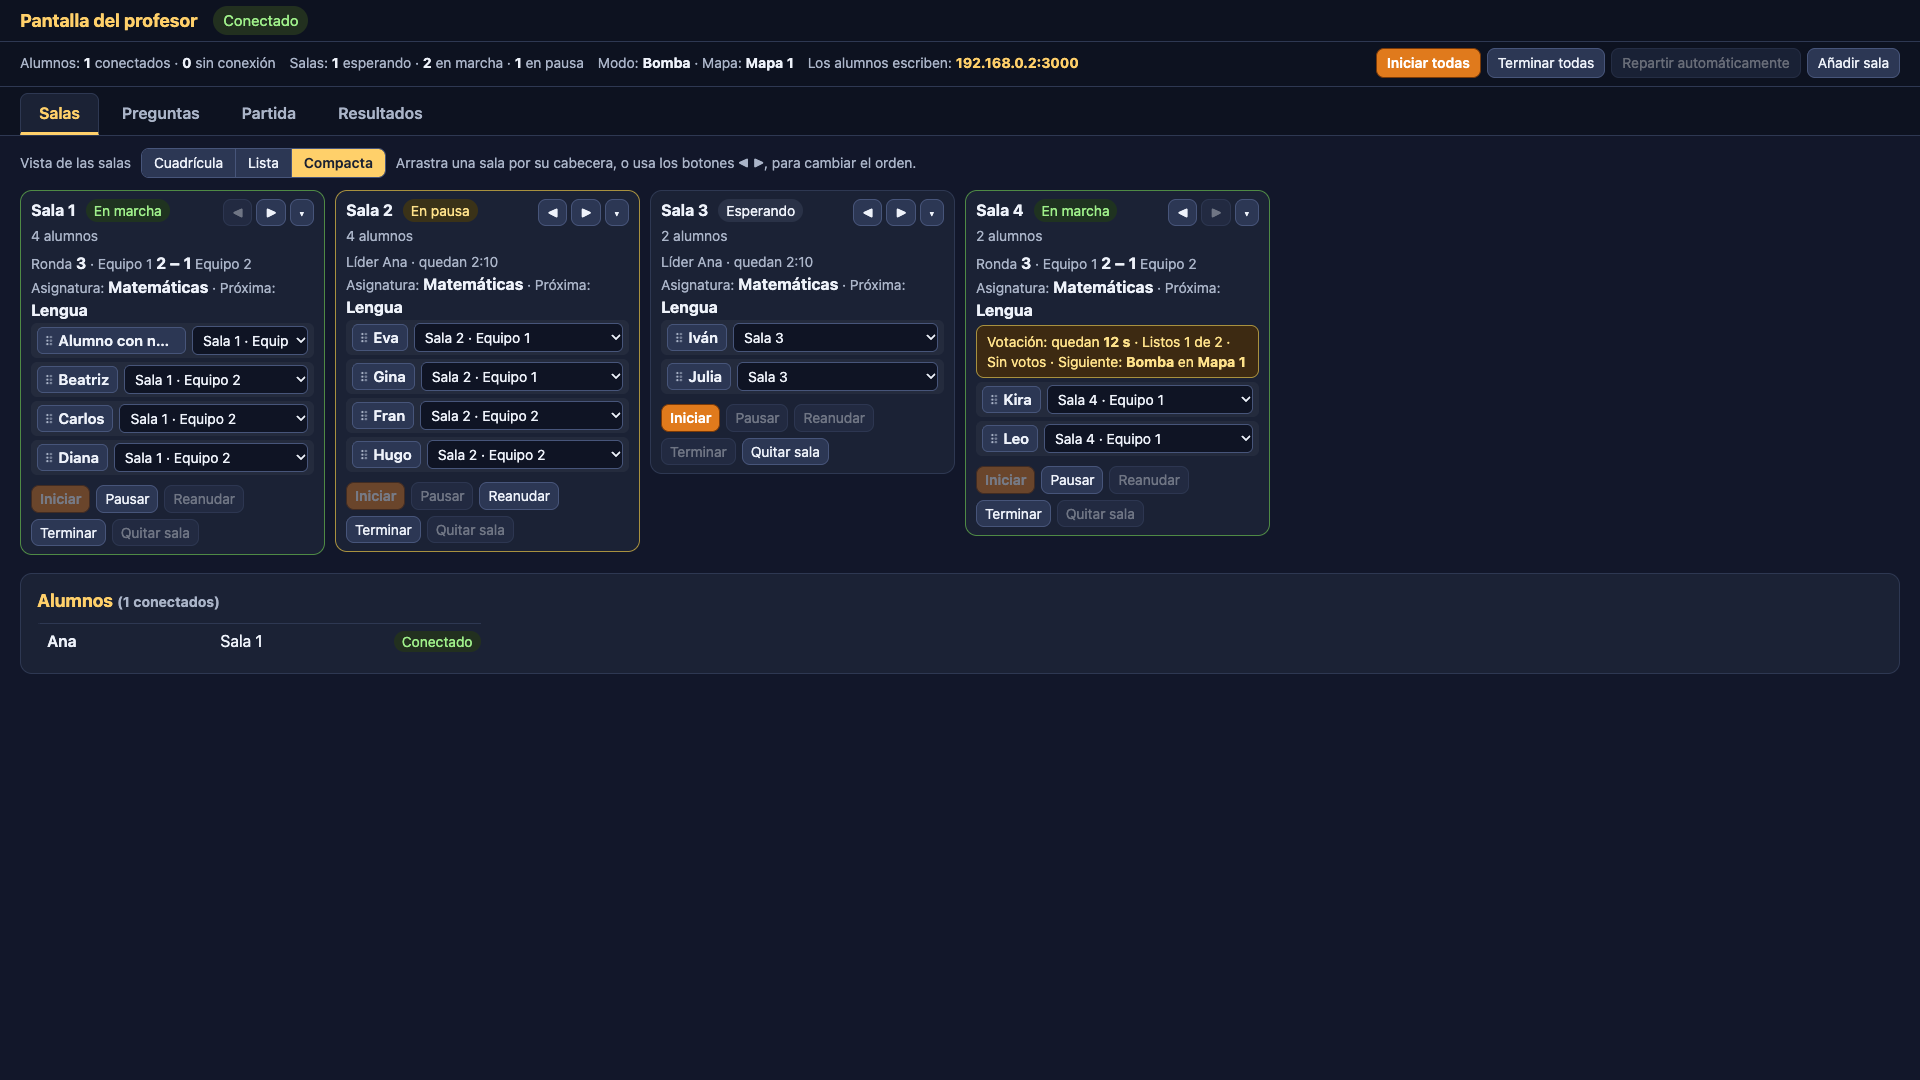 Pantalla del profesor Conectado
Alumnos: 1 conectados · 0 sin conexión Salas: 1 esperando · 2 en marcha · 1 en pausa Modo: Bomba · Mapa: Mapa 1 Los alumnos escriben: 192.168.0.2:3000 Iniciar todas Terminar todas Repartir automáticamente Añadir sala
Salas Preguntas Partida Resultados
Vista de las salas Cuadrícula Lista Compacta Arrastra una sala por su cabecera, o usa los botones ◀ ▶, para cambiar el orden.
Sala 1 En marcha ◀ ▶ ▾
4 alumnos
Ronda 3 · Equipo 1 2 – 1 Equipo 2
Asignatura: Matemáticas · Próxima:
Lengua
⠿ Alumno con n... Sala 1 · Equip
⠿ Beatriz Sala 1 · Equipo 2
⠿ Carlos Sala 1 · Equipo 2
⠿ Diana Sala 1 · Equipo 2
Iniciar Pausar Reanudar
Terminar Quitar sala
Sala 2 En pausa ◀ ▶ ▾
4 alumnos
Líder Ana · quedan 2:10
Asignatura: Matemáticas · Próxima:
Lengua
⠿ Eva Sala 2 · Equipo 1
⠿ Gina Sala 2 · Equipo 1
⠿ Fran Sala 2 · Equipo 2
⠿ Hugo Sala 2 · Equipo 2
Iniciar Pausar Reanudar
Terminar Quitar sala
Sala 3 Esperando ◀ ▶ ▾
2 alumnos
Líder Ana · quedan 2:10
Asignatura: Matemáticas · Próxima:
Lengua
⠿ Iván Sala 3
⠿ Julia Sala 3
Iniciar Pausar Reanudar
Terminar Quitar sala
Sala 4 En marcha ◀ ▶ ▾
2 alumnos
Ronda 3 · Equipo 1 2 – 1 Equipo 2
Asignatura: Matemáticas · Próxima:
Lengua
Votación: quedan 12 s · Listos 1 de 2 ·
Sin votos · Siguiente: Bomba en Mapa 1
⠿ Kira Sala 4 · Equipo 1
⠿ Leo Sala 4 · Equipo 1
Iniciar Pausar Reanudar
Terminar Quitar sala
Alumnos (1 conectados)
Ana Sala 1 Conectado